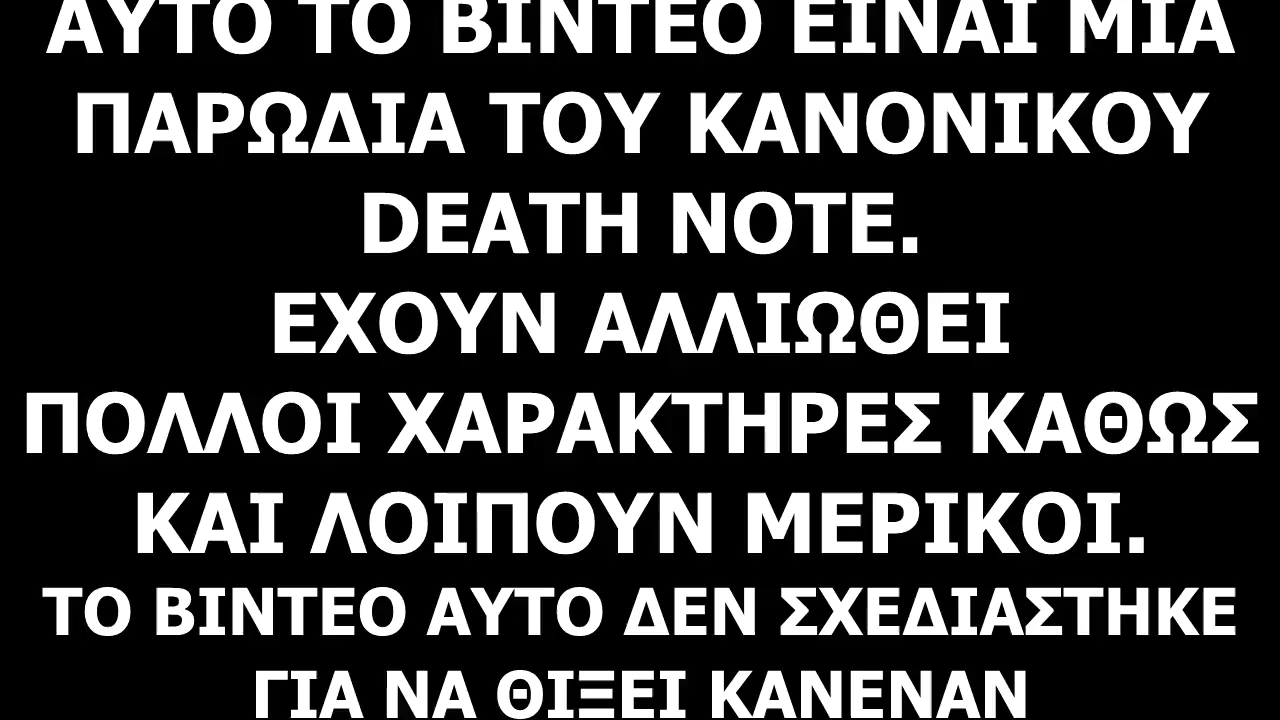 ΑΥΤΟ ΤΟ ΒΙΝΤΕΟ ΕΙΝΑΙ ΜΙΑ
ΠΑΡΩΔΙΑ ΤΟΥ ΚΑΝΟΝΙΚΟΥ
DEATH NOTE.
ΕΧΟΥΝ ΑΛΛΙΩΘΕΙ
ΠΟΛΛΟΙ ΧΑΡΑΚΤΗΡΕΣ ΚΑΘΩΣ
ΚΑΙ ΛΟΙΠΟΥΝ ΜΕΡΙΚΟΙ.
ΤΟ ΒΙΝΤΕΟ ΑΥΤΟ ΔΕΝ ΣΧΕΔΙΑΣΤΗΚΕ
ΓΙΑ ΝΑ ΘΙΞΕΙ ΚΑΝΕΝΑΝ